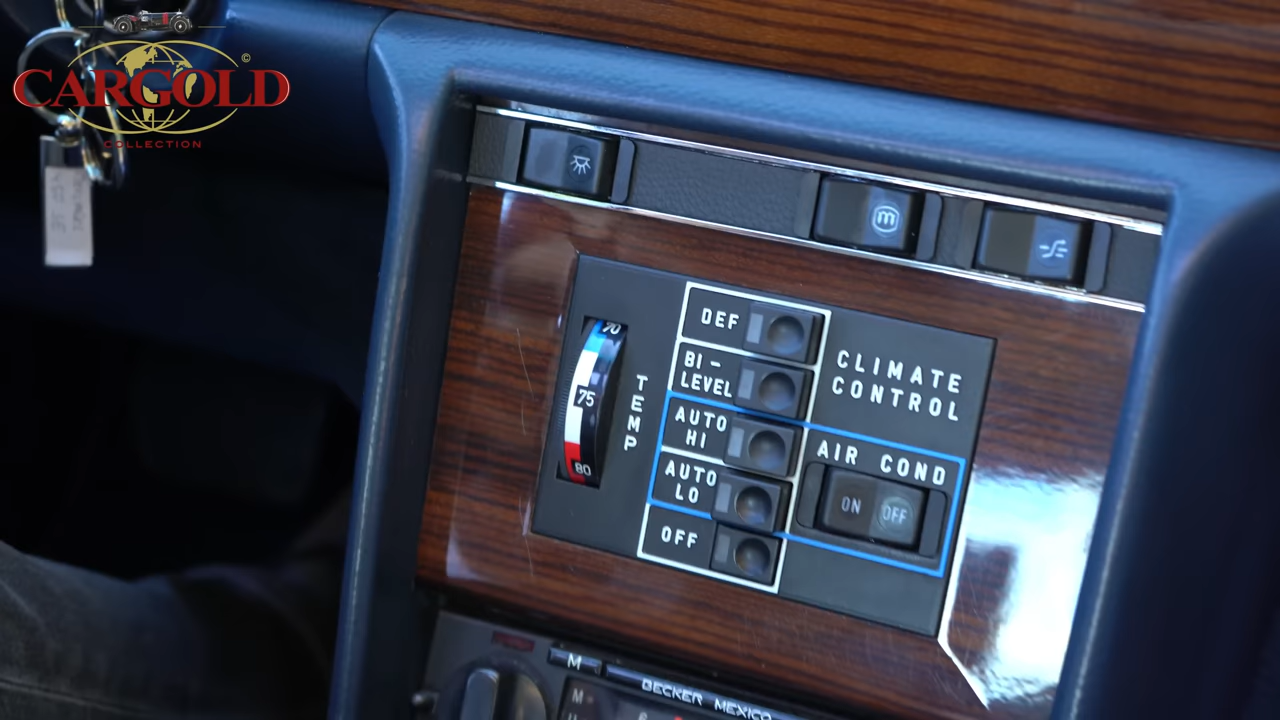 CARGOLD
©
COLLECTION
m
70
75
80
TEMP
DEF
BI-
LEVEL
AUTO
HI
AUTO
LO
OFF
CLIMATE
CONTROL
AIR COND
ON OFF
M
BECKER MEXICO
M